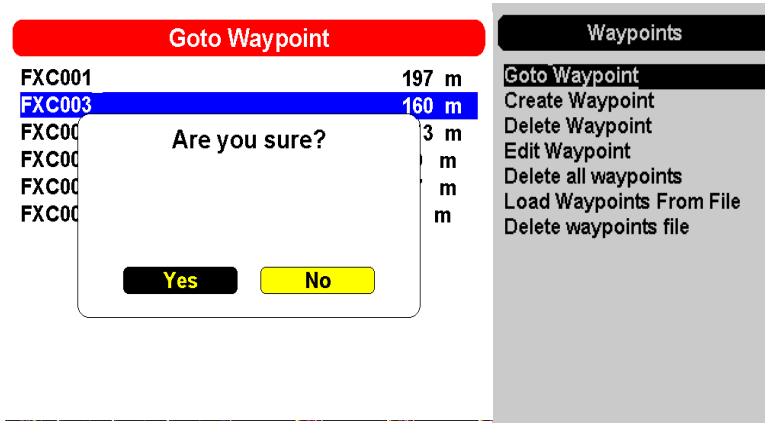 Goto Waypoint
FXC001 197 m
FXC003 160 m
m
m
m
m
Are you sure?
Yes No
Waypoints
Goto Waypoint
Create Waypoint
Delete Waypoint
Edit Waypoint
Delete all waypoints
Load Waypoints From File
Delete waypoints file